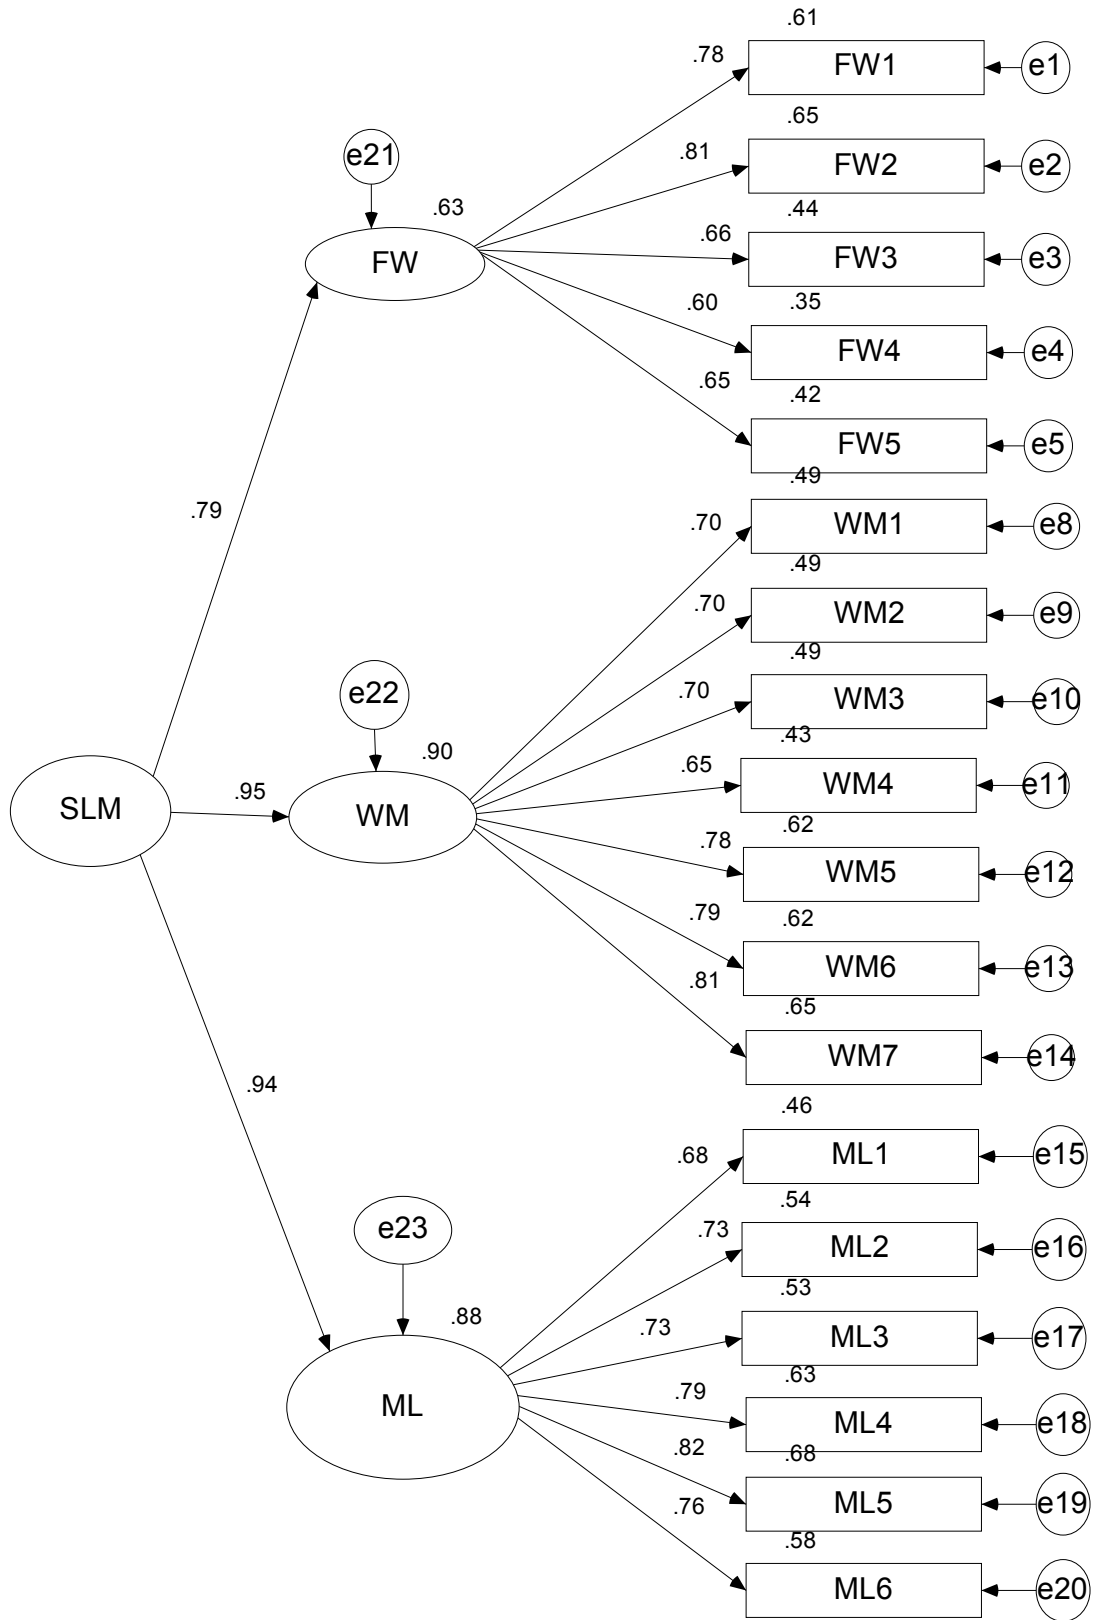 .61
.78
FW1
e1
.65
e21
.81
FW2
e2
.63
.44
FW
.66
FW3
e3
.60
.35
FW4
e4
.65
.42
FW5
e5
.79
.49
.70
WM1
e8
.49
.70
WM2
e9
.49
e22
.70
WM3
e10
.90
.43
.95
.65
WM4
e11
SLM
WM
.62
.78
WM5
e12
.79
.62
WM6
e13
.81
.65
WM7
e14
.94
.46
.68
ML1
e15
.54
e23
.73
ML2
e16
.53
.88
.73
ML3
e17
.63
ML
.79
ML4
e18
.82
.68
.76
ML5
e19
.58
ML6
e20